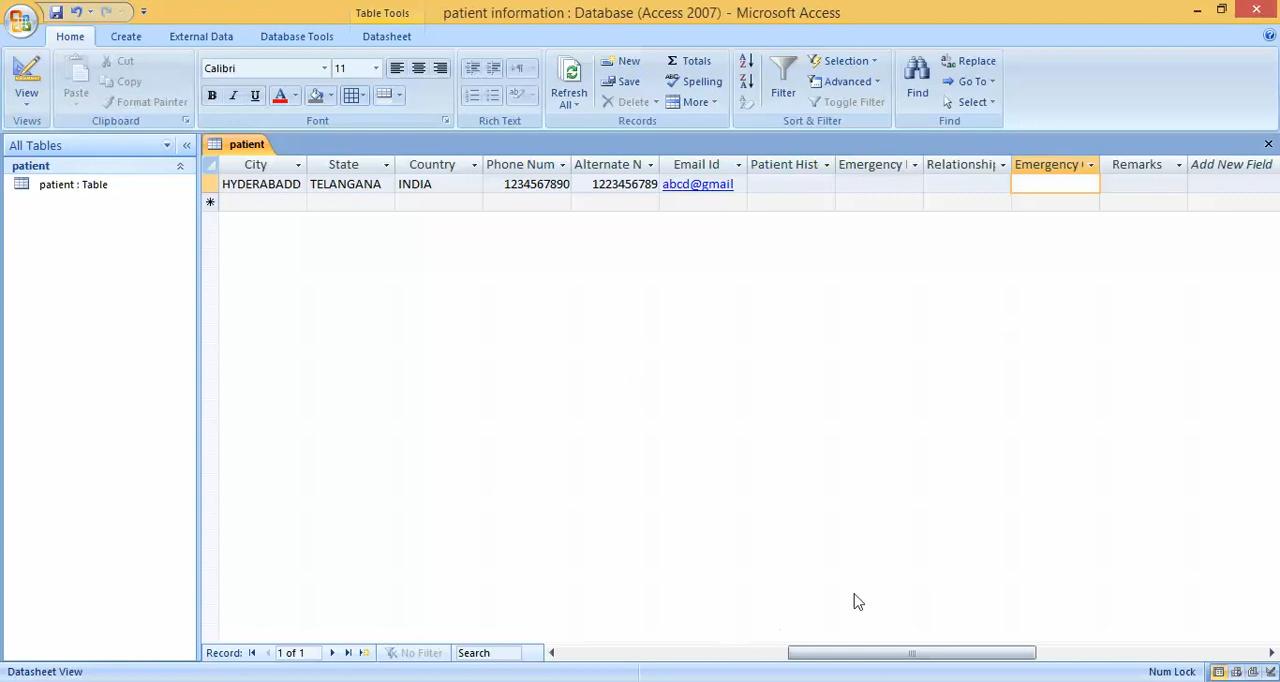 Table Tools
patient information : Database (Access 2007) - Microsoft Access
Home Create External Data Database Tools Datasheet
View
Views
Paste
Cut
Copy
Format Painter
Clipboard
Calibri 11
B I U A
Font
Rich Text
Refresh All
New
Save
Delete
Totals
Spelling
More
Records
Filter
Selection
Advanced
Toggle Filter
Sort & Filter
Find
Replace
Go To
Select
Find
All Tables «
patient
patient : Table
patient
City State Country Phone Num Alternate N Email Id Patient Hist Emergency Relationship Emergency Remarks Add New Field
HYDERABADD TELANGANA INDIA 1234567890 1223456789 abcd@gmail
Record: 1 of 1 No Filter Search
Datasheet View Num Lock